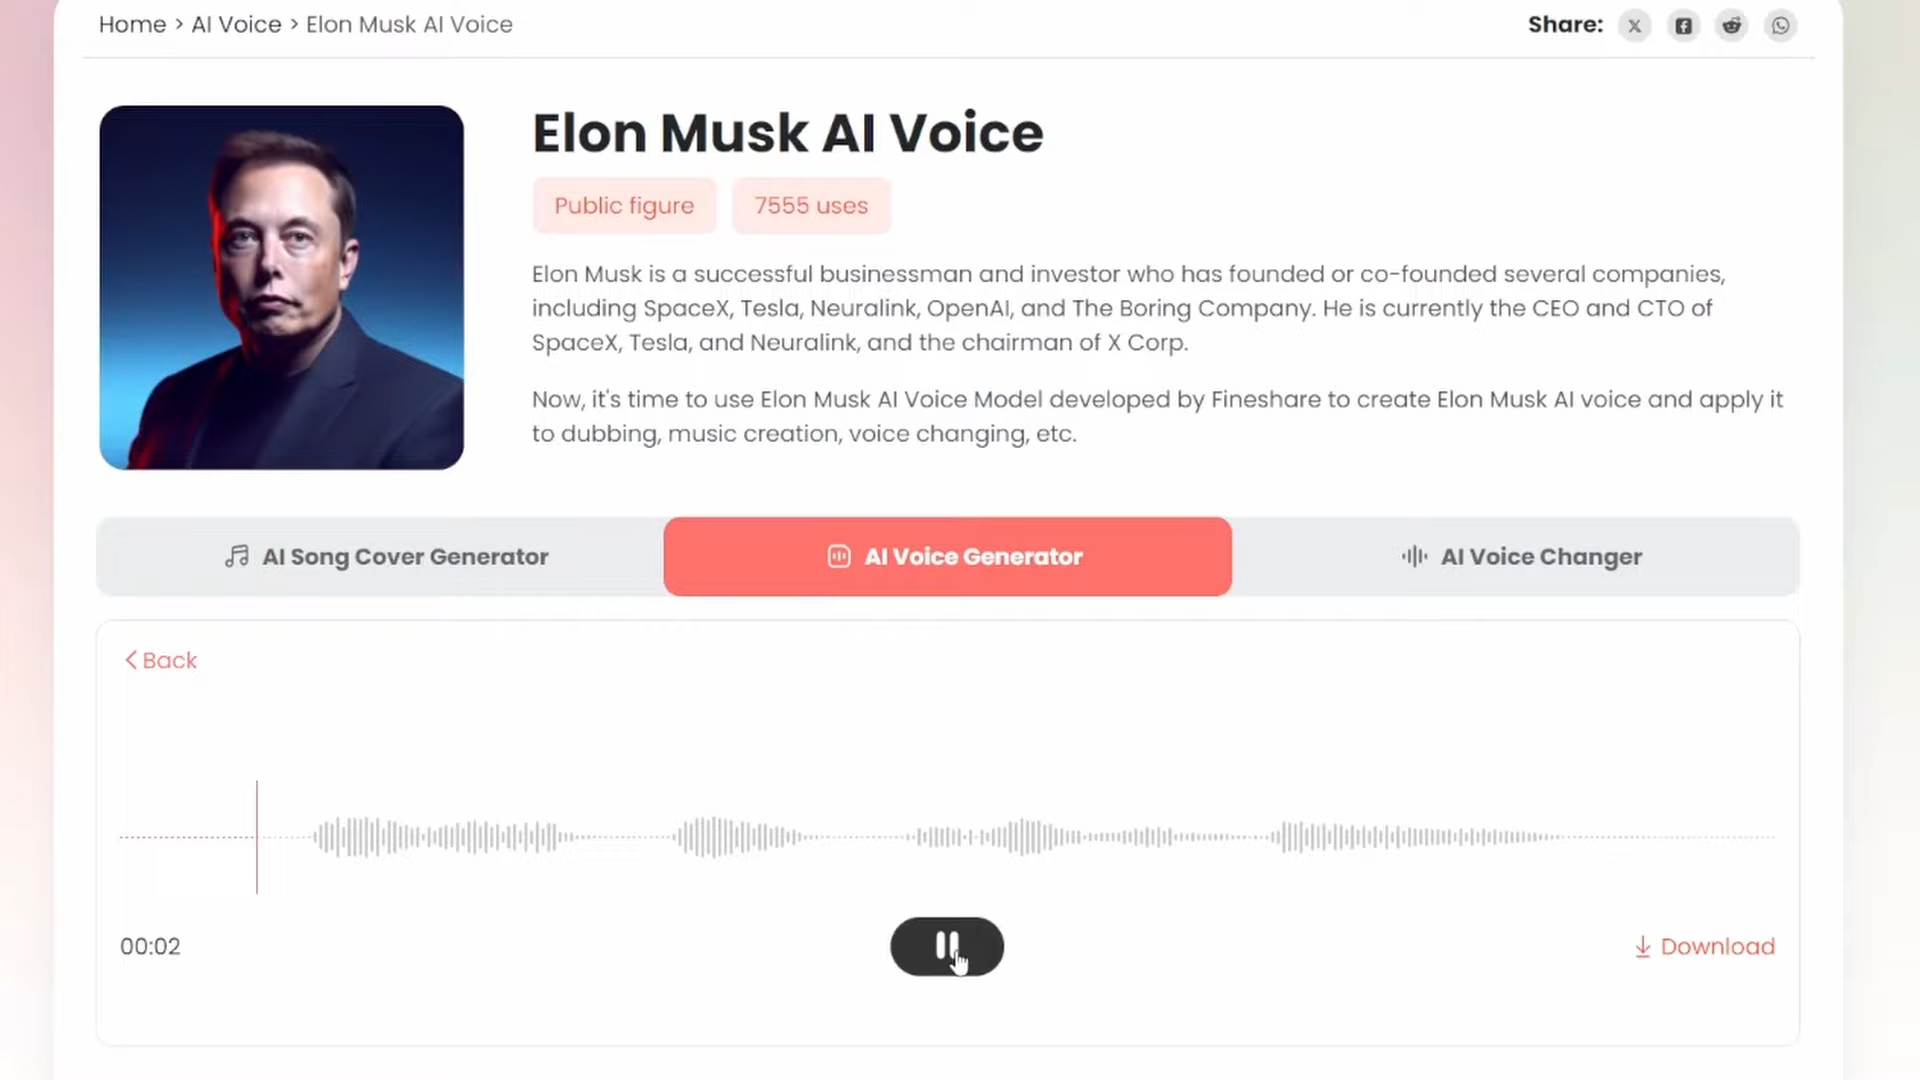 Home > AI Voice > Elon Musk AI Voice
Share:
Elon Musk AI Voice
Public figure
7555 uses
Elon Musk is a successful businessman and investor who has founded or co-founded several companies,
including SpaceX, Tesla, Neuralink, OpenAI, and The Boring Company. He is currently the CEO and CTO of
SpaceX, Tesla, and Neuralink, and the chairman of X Corp.
Now, it's time to use Elon Musk AI Voice Model developed by Fineshare to create Elon Musk AI voice and apply it
to dubbing, music creation, voice changing, etc.
AI Song Cover Generator
AI Voice Generator
AI Voice Changer
Back
00:02
Download